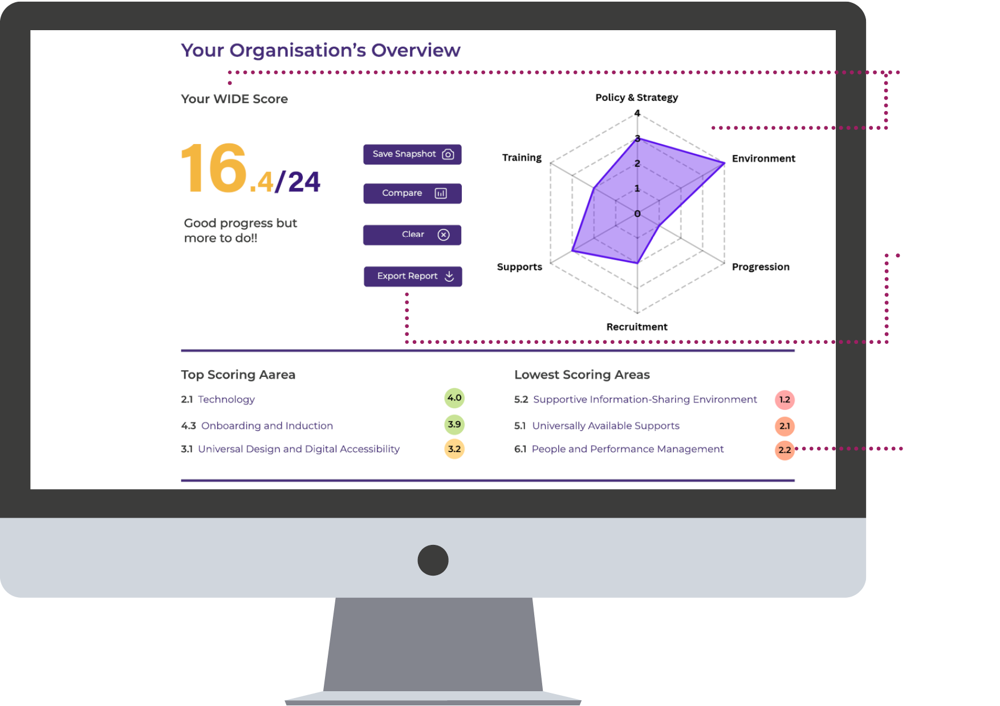 Your Organisation’s Overview
Your WIDE Score
16.4/24
Good progress but
more to do!!
Save Snapshot
Compare
Clear
Export Report
Policy & Strategy
4
3
2
1
0
Training
Environment
Supports
Progression
Recruitment
Top Scoring Aarea
2.1 Technology 4.0
4.3 Onboarding and Induction 3.9
3.1 Universal Design and Digital Accessibility 3.2
Lowest Scoring Areas
5.2 Supportive Information-Sharing Environment 1.2
5.1 Universally Available Supports 2.1
6.1 People and Performance Management 2.2